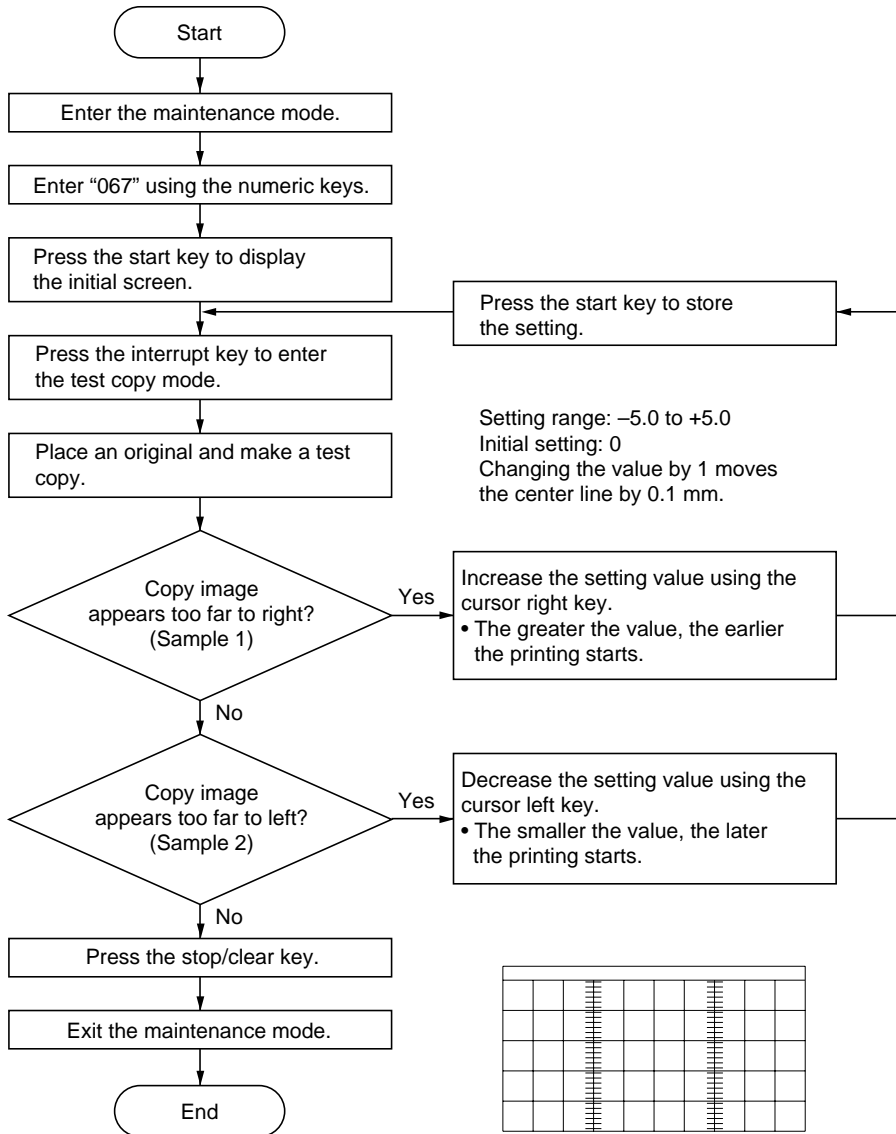 Start
Enter the maintenance mode.
Enter “067” using the numeric keys.
Press the start key to display
the initial screen.
Press the start key to store
the setting.
Press the interrupt key to enter
the test copy mode.
Setting range: –5.0 to +5.0
Initial setting: 0
Changing the value by 1 moves
the center line by 0.1 mm.
Place an original and make a test
copy.
Copy image
appears too far to right?
(Sample 1)
Yes
Increase the setting value using the
cursor right key.
• The greater the value, the earlier
the printing starts.
No
Copy image
appears too far to left?
(Sample 2)
Yes
Decrease the setting value using the
cursor left key.
• The smaller the value, the later
the printing starts.
No
Press the stop/clear key.
Exit the maintenance mode.
End